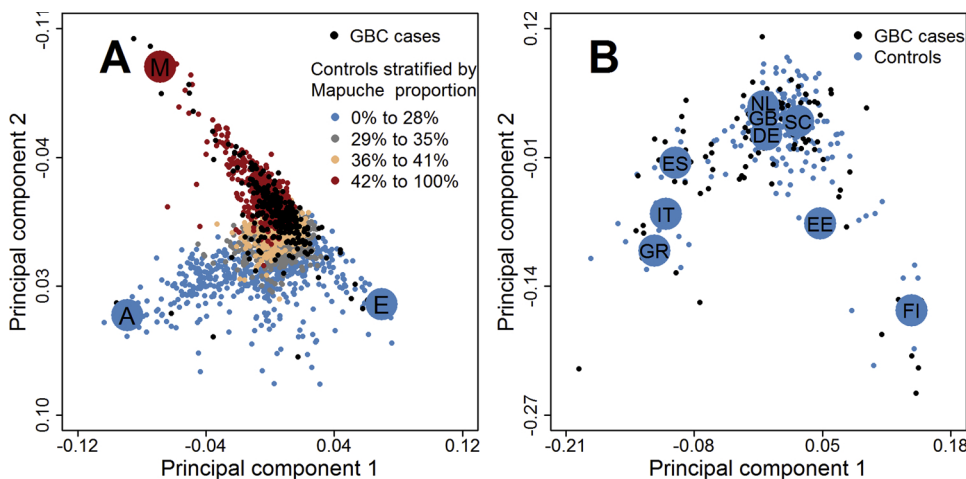 A
GBC cases
Controls stratified by
Mapuche proportion
0% to 28%
29% to 35%
36% to 41%
42% to 100%
M
A
E
-0.11
-0.04
0.03
0.10
Principal component 2
-0.12
-0.04
0.04
0.12
Principal component 1
B
GBC cases
Controls
NL
GB
SC
DE
ES
IT
EE
GR
FI
0.12
-0.01
-0.14
-0.27
Principal component 2
-0.21
-0.08
0.05
0.18
Principal component 1